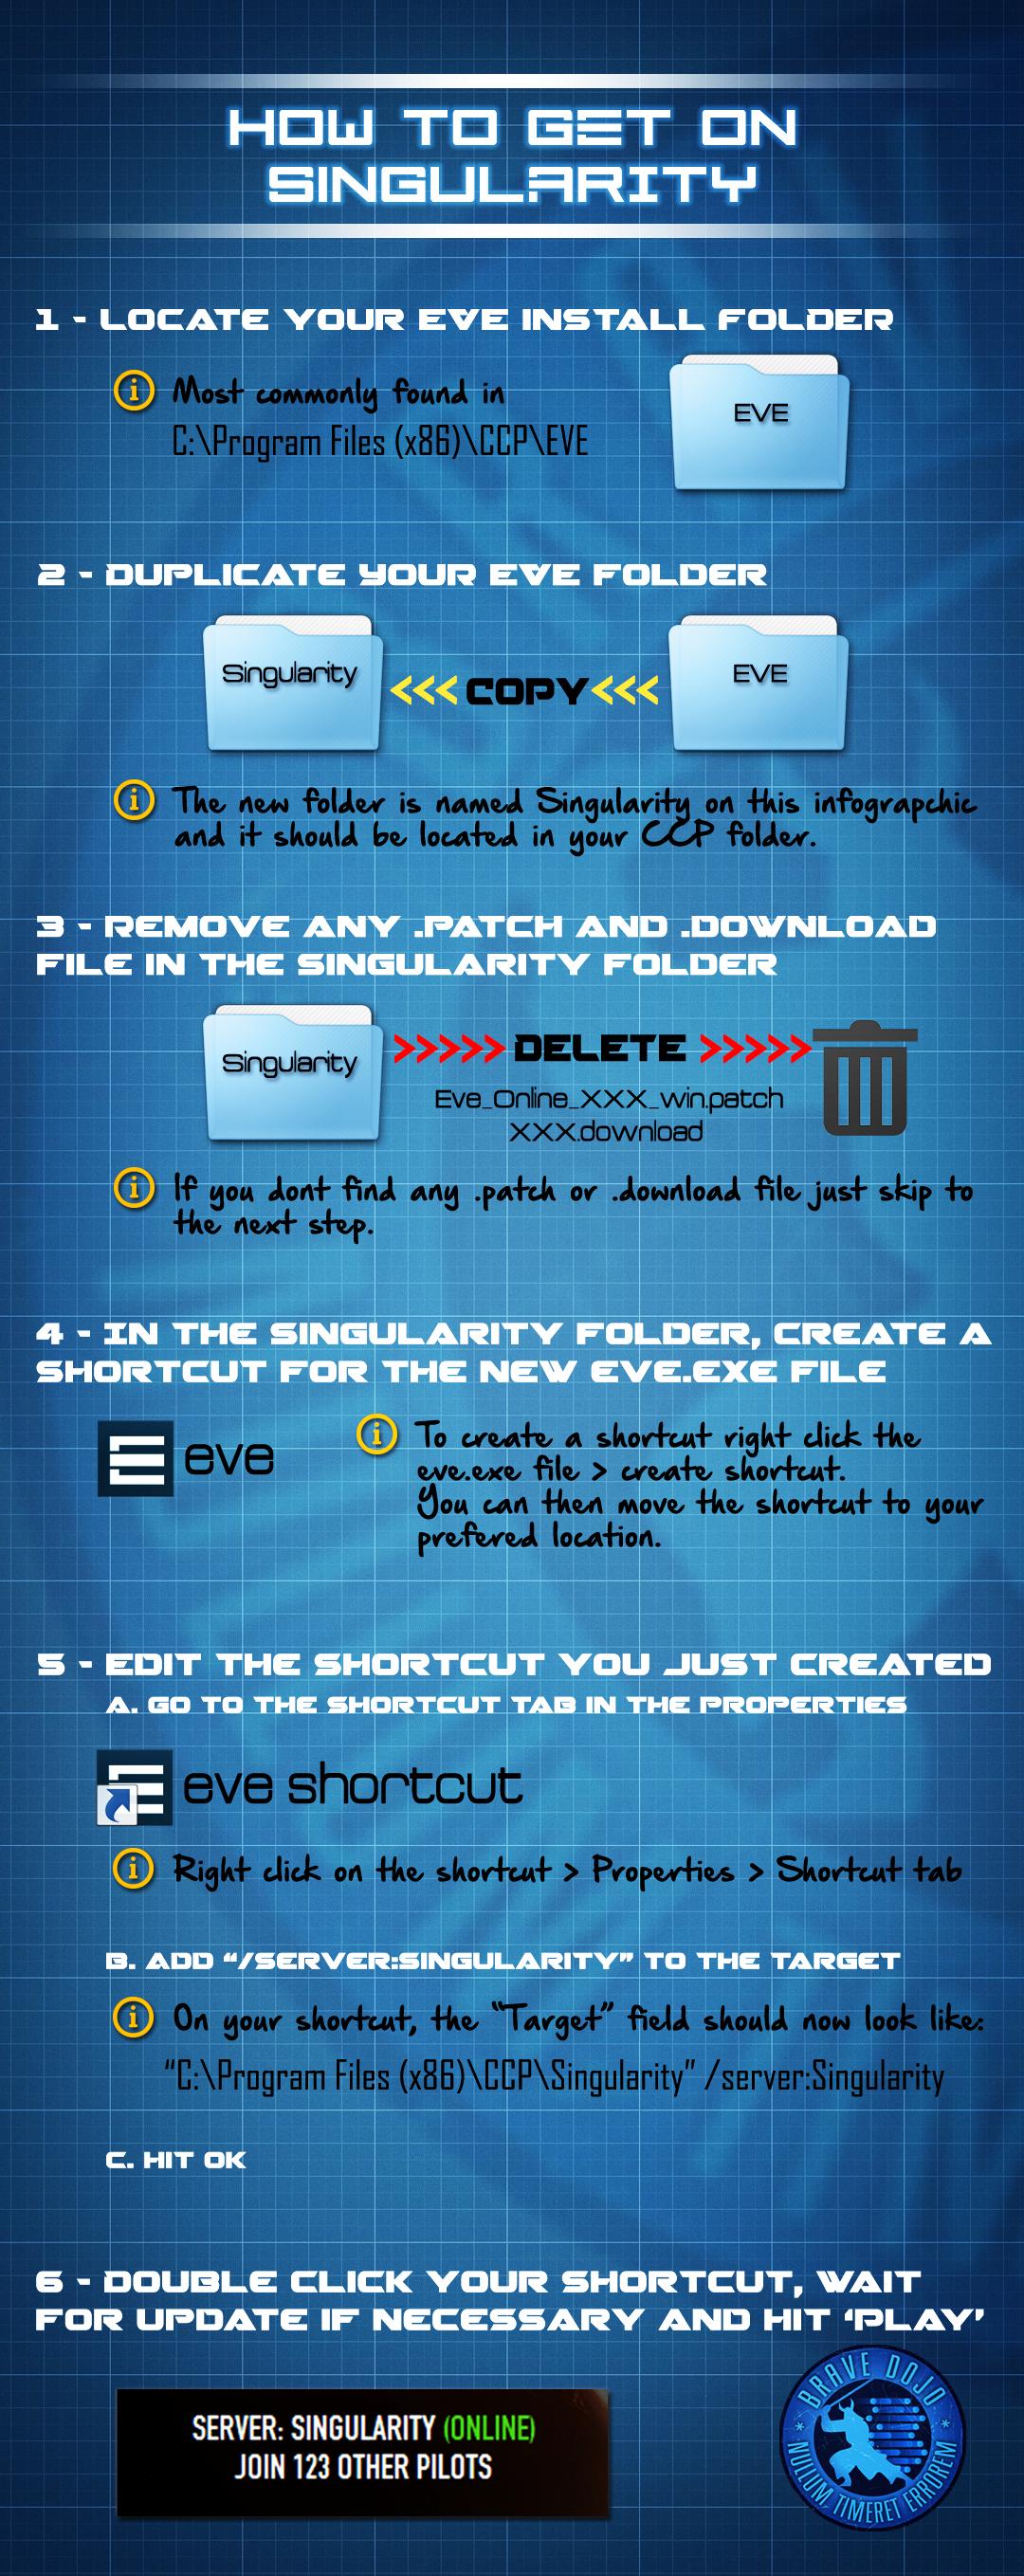 HOW TO GET ON
SINGULARITY
1 - LOCATE YOUR EVE INSTALL FOLDER
Most commonly found in
C:\Program Files (x86)\CCP\EVE
EVE
2 - DUPLICATE YOUR EVE FOLDER
Singularity
<<< COPY <<<
EVE
The new folder is named Singularity on this infograpchic
and it should be located in your CCP folder.
3 - REMOVE ANY .PATCH AND .DOWNLOAD
FILE IN THE SINGULARITY FOLDER
Singularity
>>>>> DELETE >>>>>
Eve_Online_XXX_win.patch
XXX.download
If you dont find any .patch or .download file just skip to
the next step.
4 - IN THE SINGULARITY FOLDER, CREATE A
SHORTCUT FOR THE NEW EVE.EXE FILE
eve
To create a shortcut right click the
eve.exe file > create shortcut.
You can then move the shortcut to your
prefered location.
5 - EDIT THE SHORTCUT YOU JUST CREATED
A. GO TO THE SHORTCUT TAB IN THE PROPERTIES
eve shortcut
Right click on the shortcut > Properties > Shortcut tab
B. ADD “/SERVER:SINGULARITY” TO THE TARGET
On your shortcut, the “Target” field should now look like:
“C:\Program Files (x86)\CCP\Singularity” /server:Singularity
C. HIT OK
6 - DOUBLE CLICK YOUR SHORTCUT, WAIT
FOR UPDATE IF NECESSARY AND HIT ‘PLAY’
SERVER: SINGULARITY (ONLINE)
JOIN 123 OTHER PILOTS
BRAVE DOJO
NULLUM TIMERET ERROREM